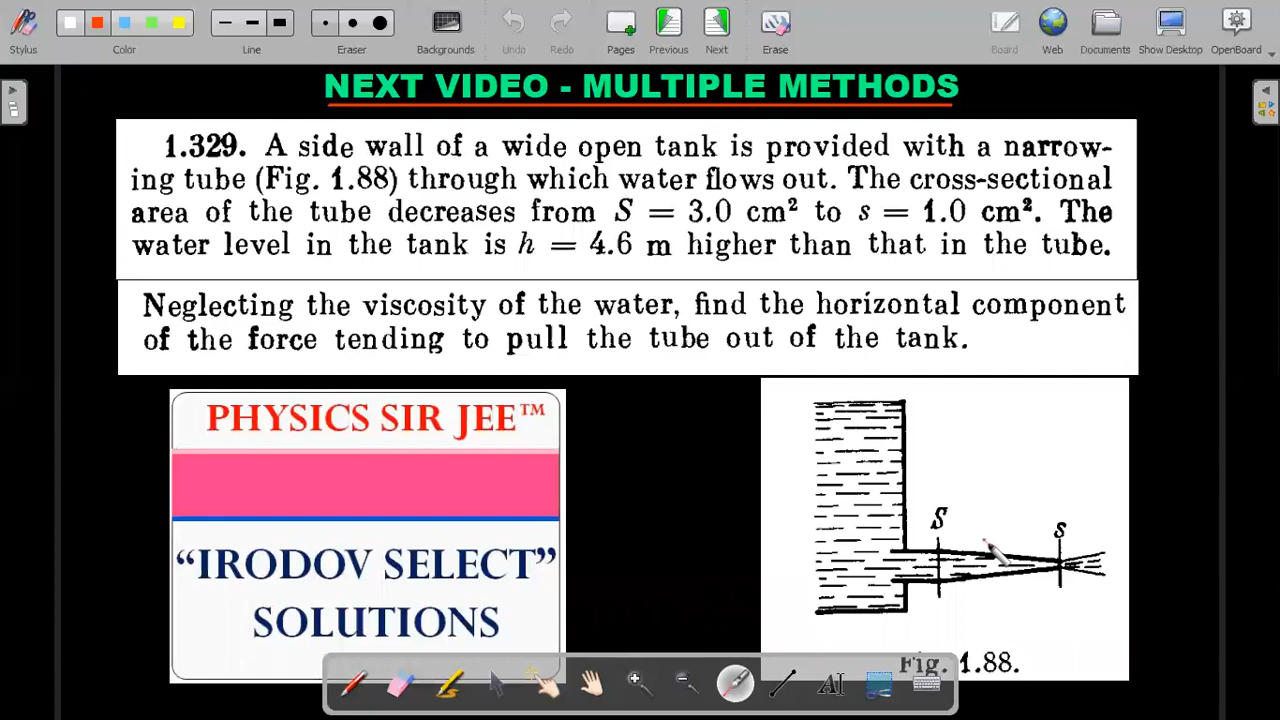 Stylus
Color
Line
Eraser
Backgrounds
Undo
Redo
Pages
Previous
Next
Erase
Board
Web
Documents
Show Desktop
OpenBoard
NEXT VIDEO - MULTIPLE METHODS
1.329. A side wall of a wide open tank is provided with a narrow-
ing tube (Fig. 1.88) through which water flows out. The cross-sectional
area of the tube decreases from S = 3.0 cm² to s = 1.0 cm². The
water level in the tank is h = 4.6 m higher than that in the tube.
Neglecting the viscosity of the water, find the horizontal component
of the force tending to pull the tube out of the tank.
PHYSICS SIR JEE™
“IRODOV SELECT”
SOLUTIONS
S
s
Fig. 1.88.
AI